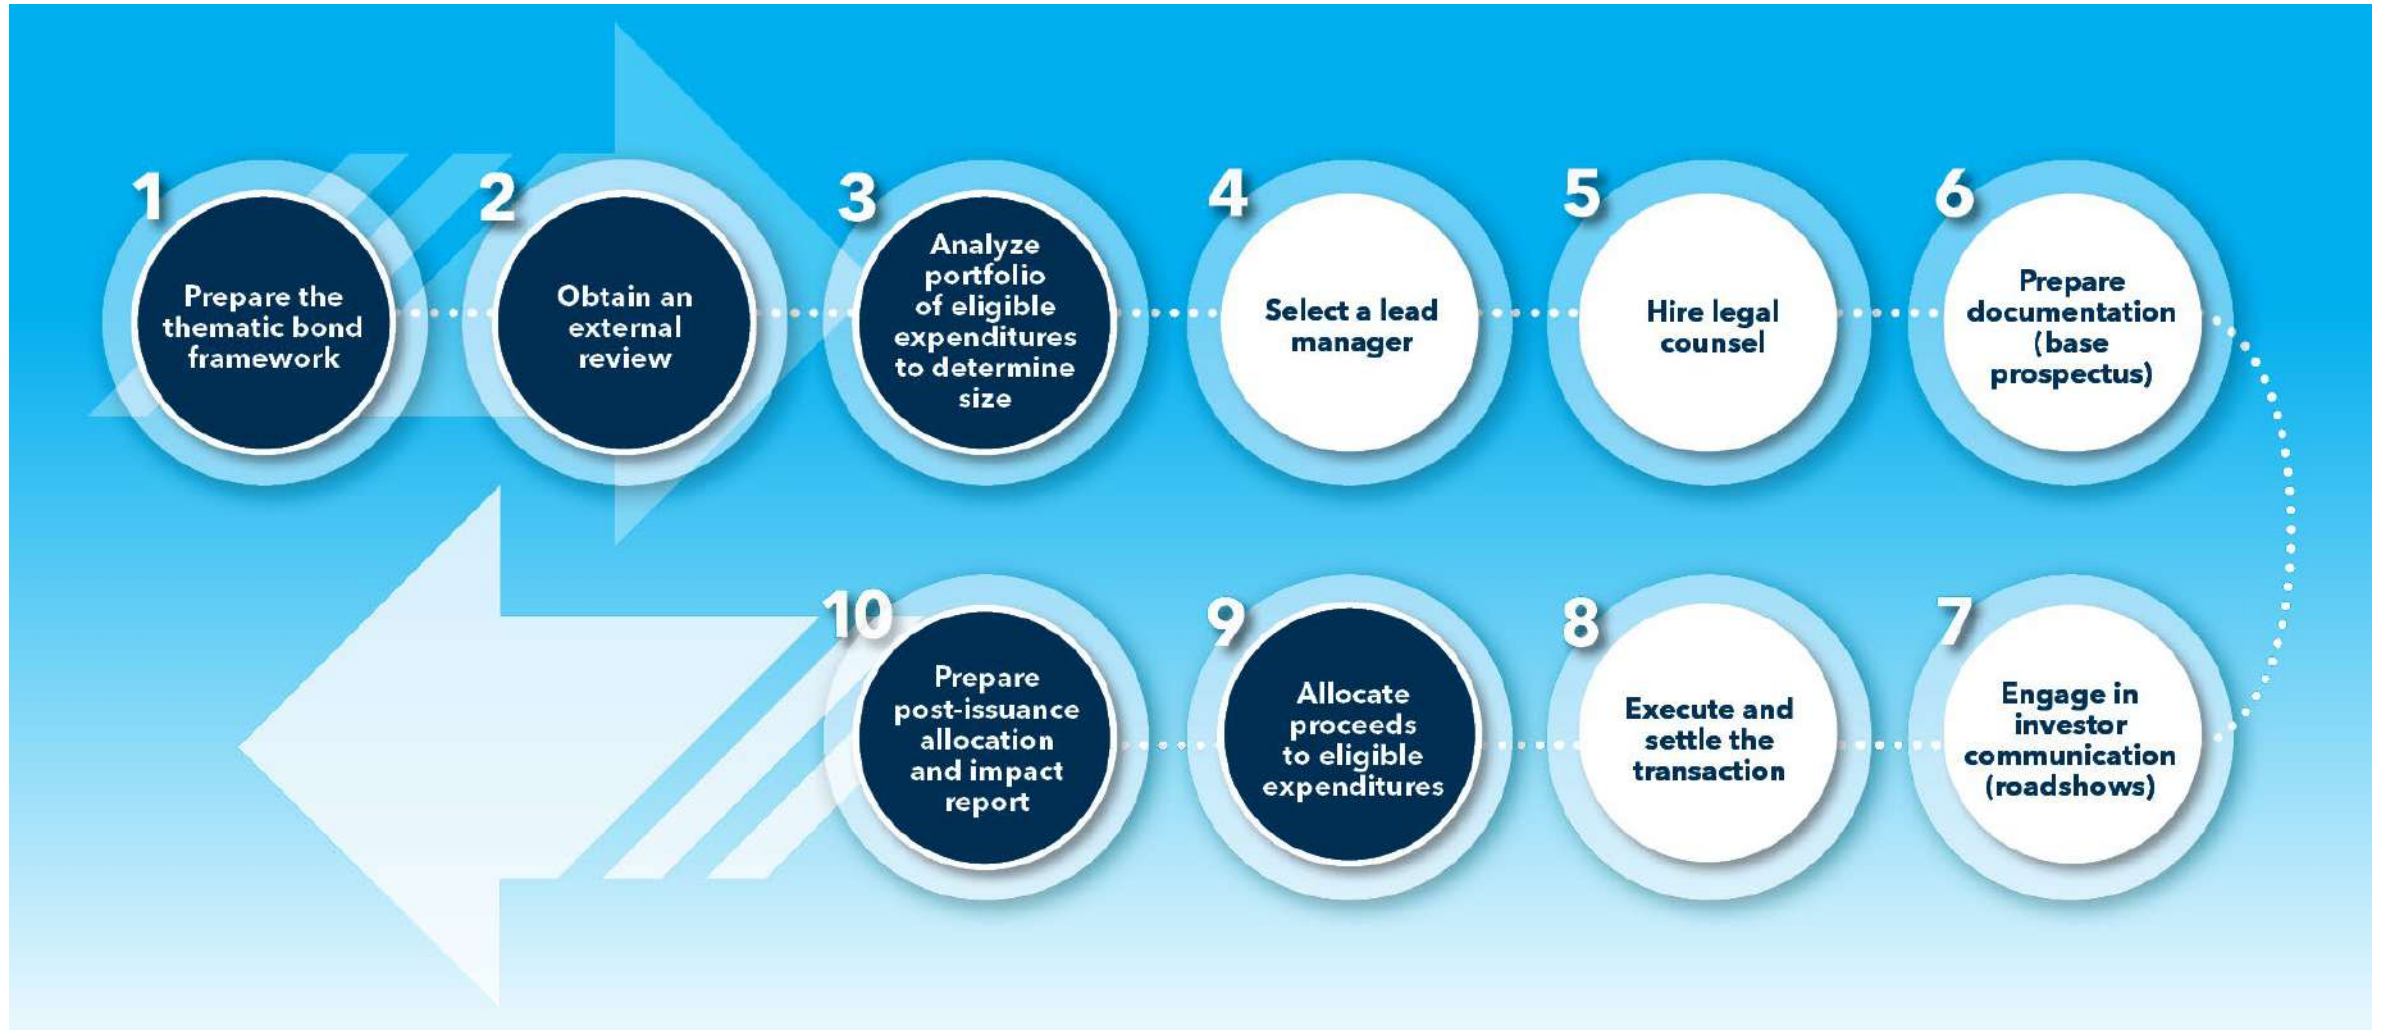 1
Prepare the
thematic bond
framework
2
Obtain an
external
review
3
Analyze
portfolio
of eligible
expenditures
to determine
size
4
Select a lead
manager
5
Hire legal
counsel
6
Prepare
documentation
(base
prospectus)
7
Engage in
investor
communication
(roadshows)
8
Execute and
settle the
transaction
9
Allocate
proceeds
to eligible
expenditures
10
Prepare
post-issuance
allocation
and impact
report